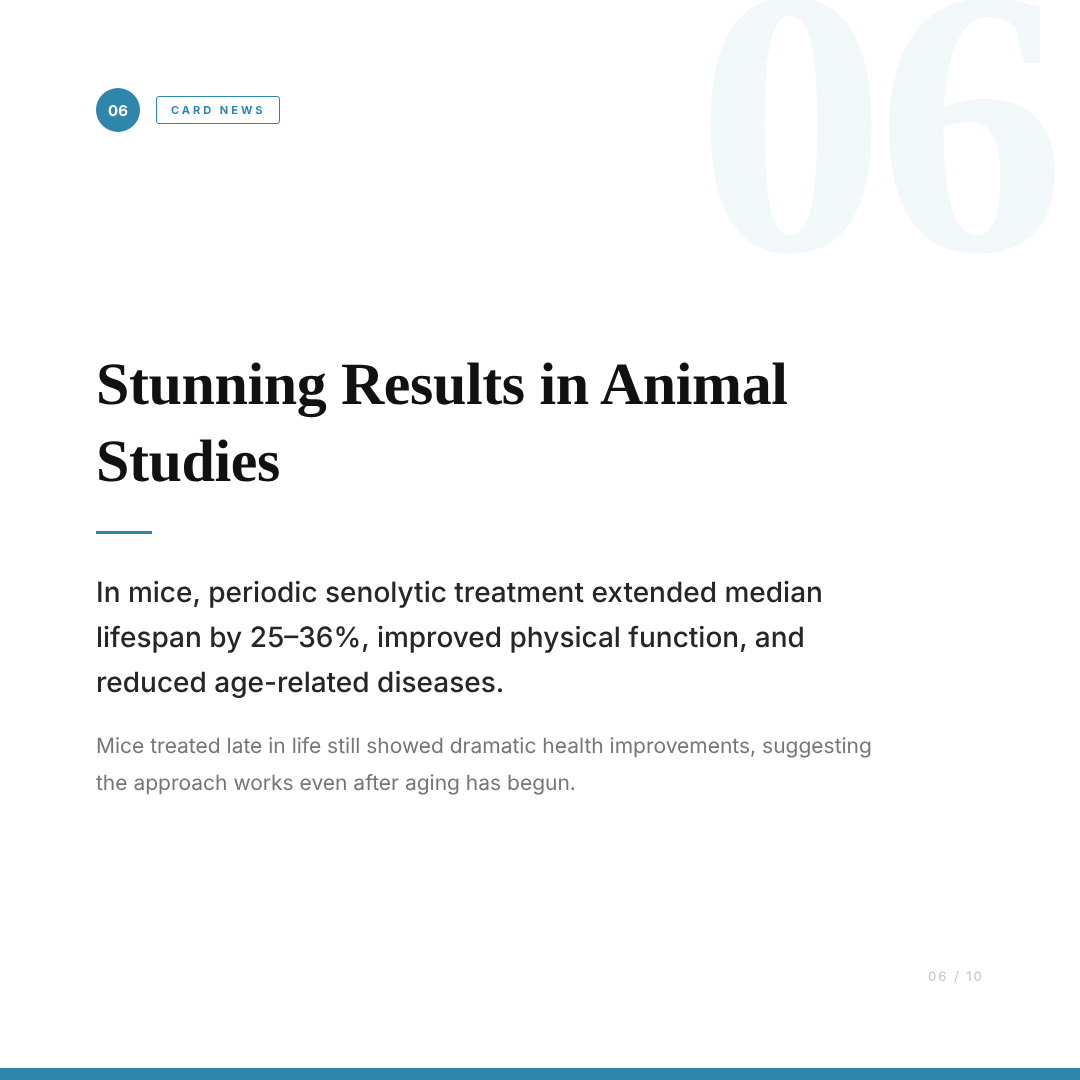 06
06
CARD NEWS
Stunning Results in Animal
Studies
In mice, periodic senolytic treatment extended median
lifespan by 25–36%, improved physical function, and
reduced age-related diseases.
Mice treated late in life still showed dramatic health improvements, suggesting
the approach works even after aging has begun.
06 / 10